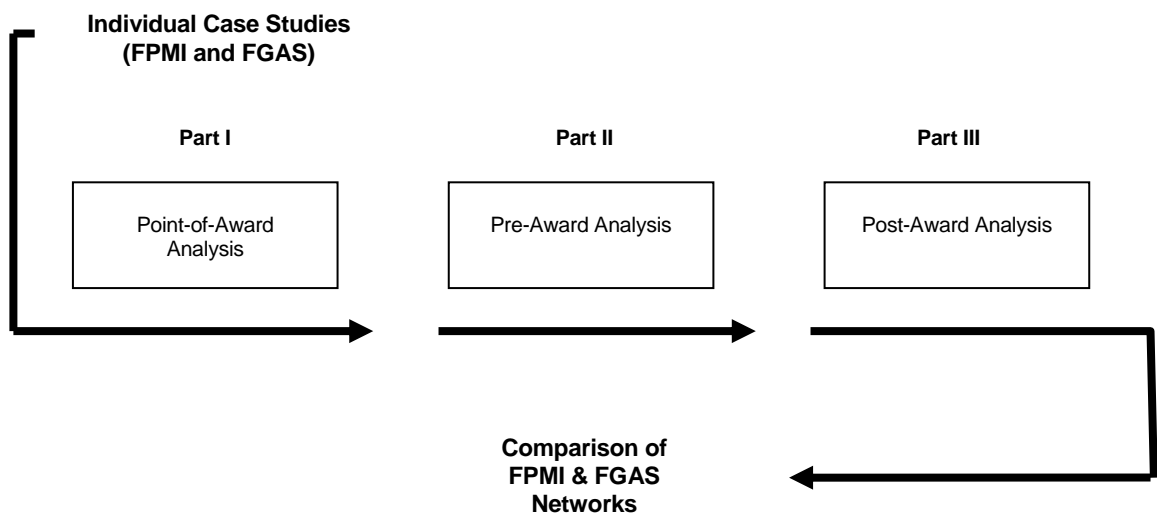 Individual Case Studies
(FPMI and FGAS)
Part I
Part II
Part III
Point-of-Award
Analysis
Pre-Award Analysis
Post-Award Analysis
Comparison of
FPMI & FGAS
Networks